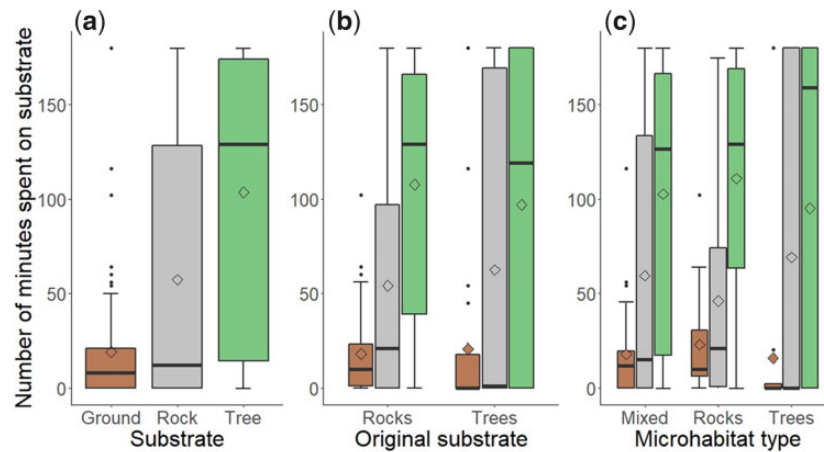 (a)
(b)
(c)
Number of minutes spent on substrate
150
100
50
0
Ground Rock Tree
Substrate
150
100
50
0
Rocks Trees
Original substrate
150
100
50
0
Mixed Rocks Trees
Microhabitat type